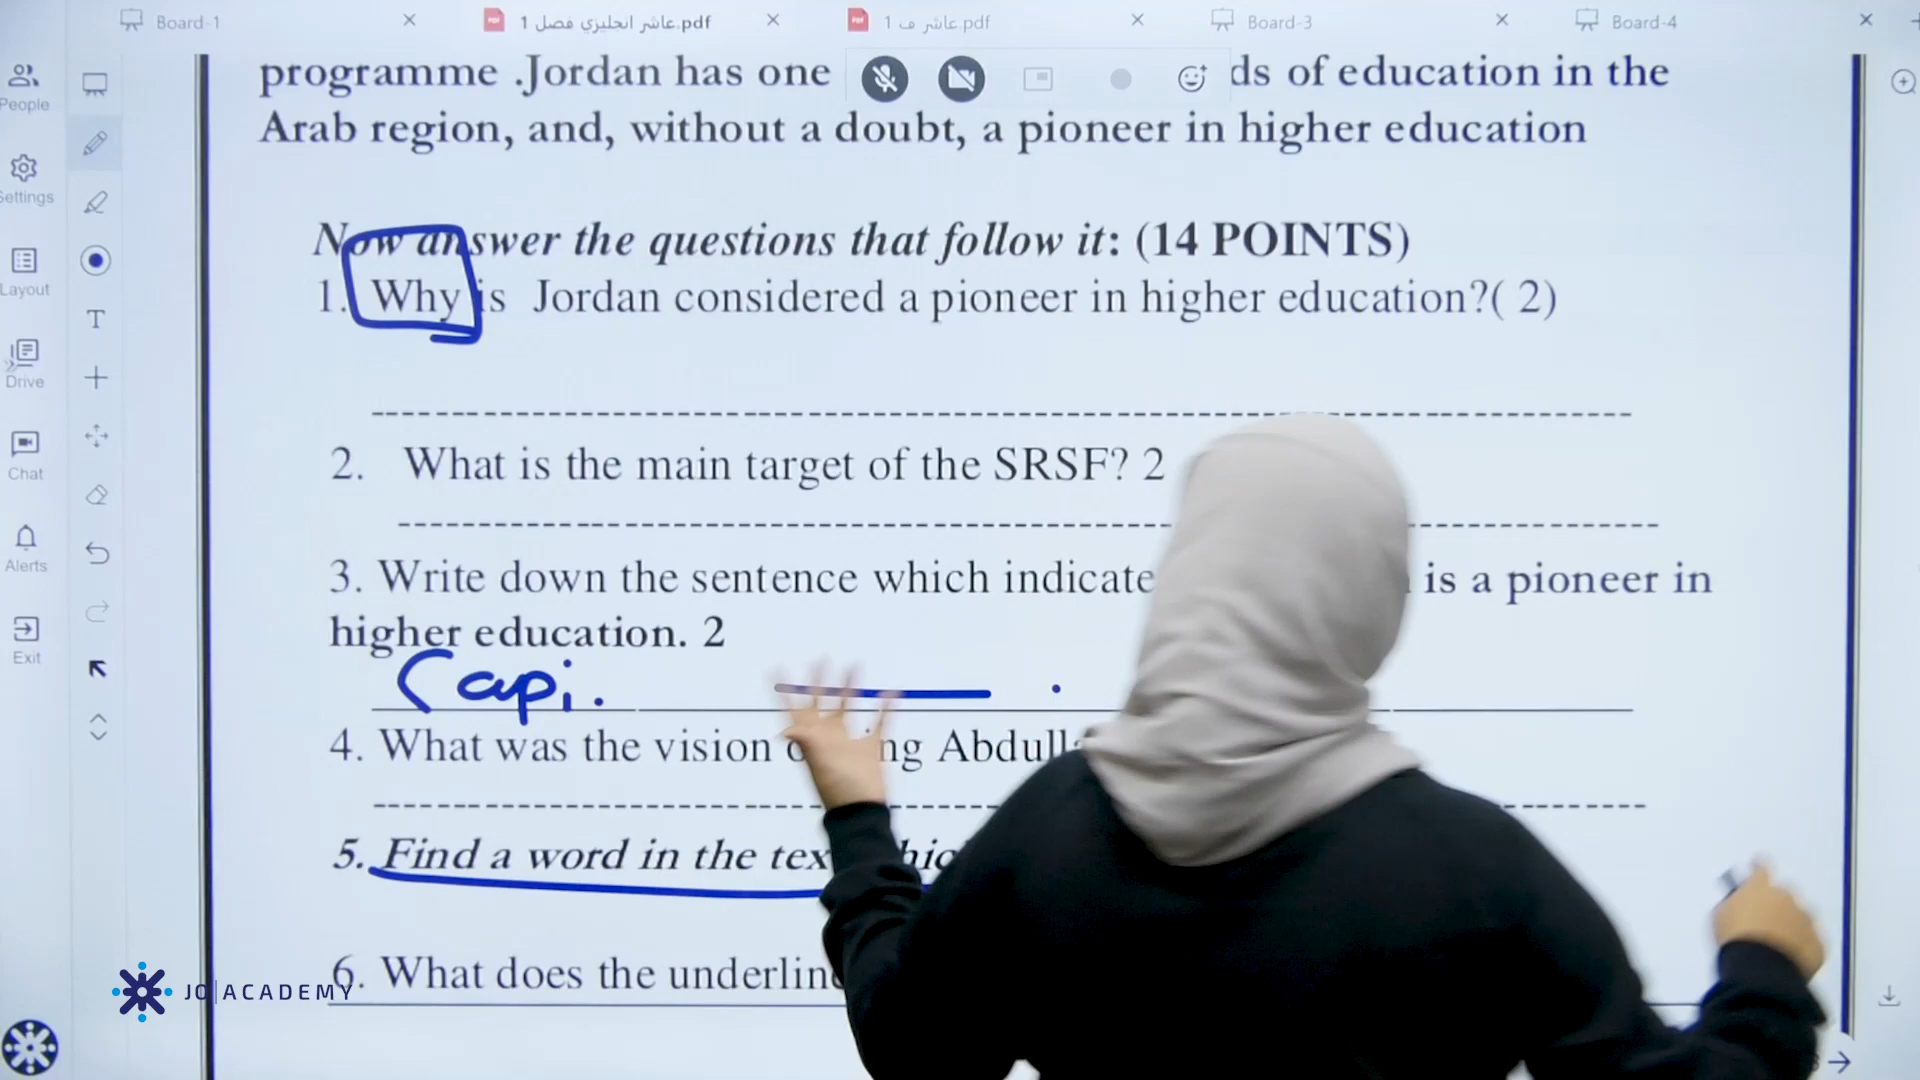 Board-1
عاشر انجليزي فصل 1.pdf
عاشر ف 1.pdf
Board-3
Board-4
People
Settings
Layout
Drive
Chat
Alerts
Exit
T
programme .Jordan has one ds of education in the
Arab region, and, without a doubt, a pioneer in higher education
Now answer the questions that follow it: (14 POINTS)
1. Why is Jordan considered a pioneer in higher education?( 2)
2. What is the main target of the SRSF? 2
3. Write down the sentence which indicate is a pioneer in
higher education. 2
Capi.
4. What was the vision
5. Find a word in the
6. What does the
JO ACADEMY